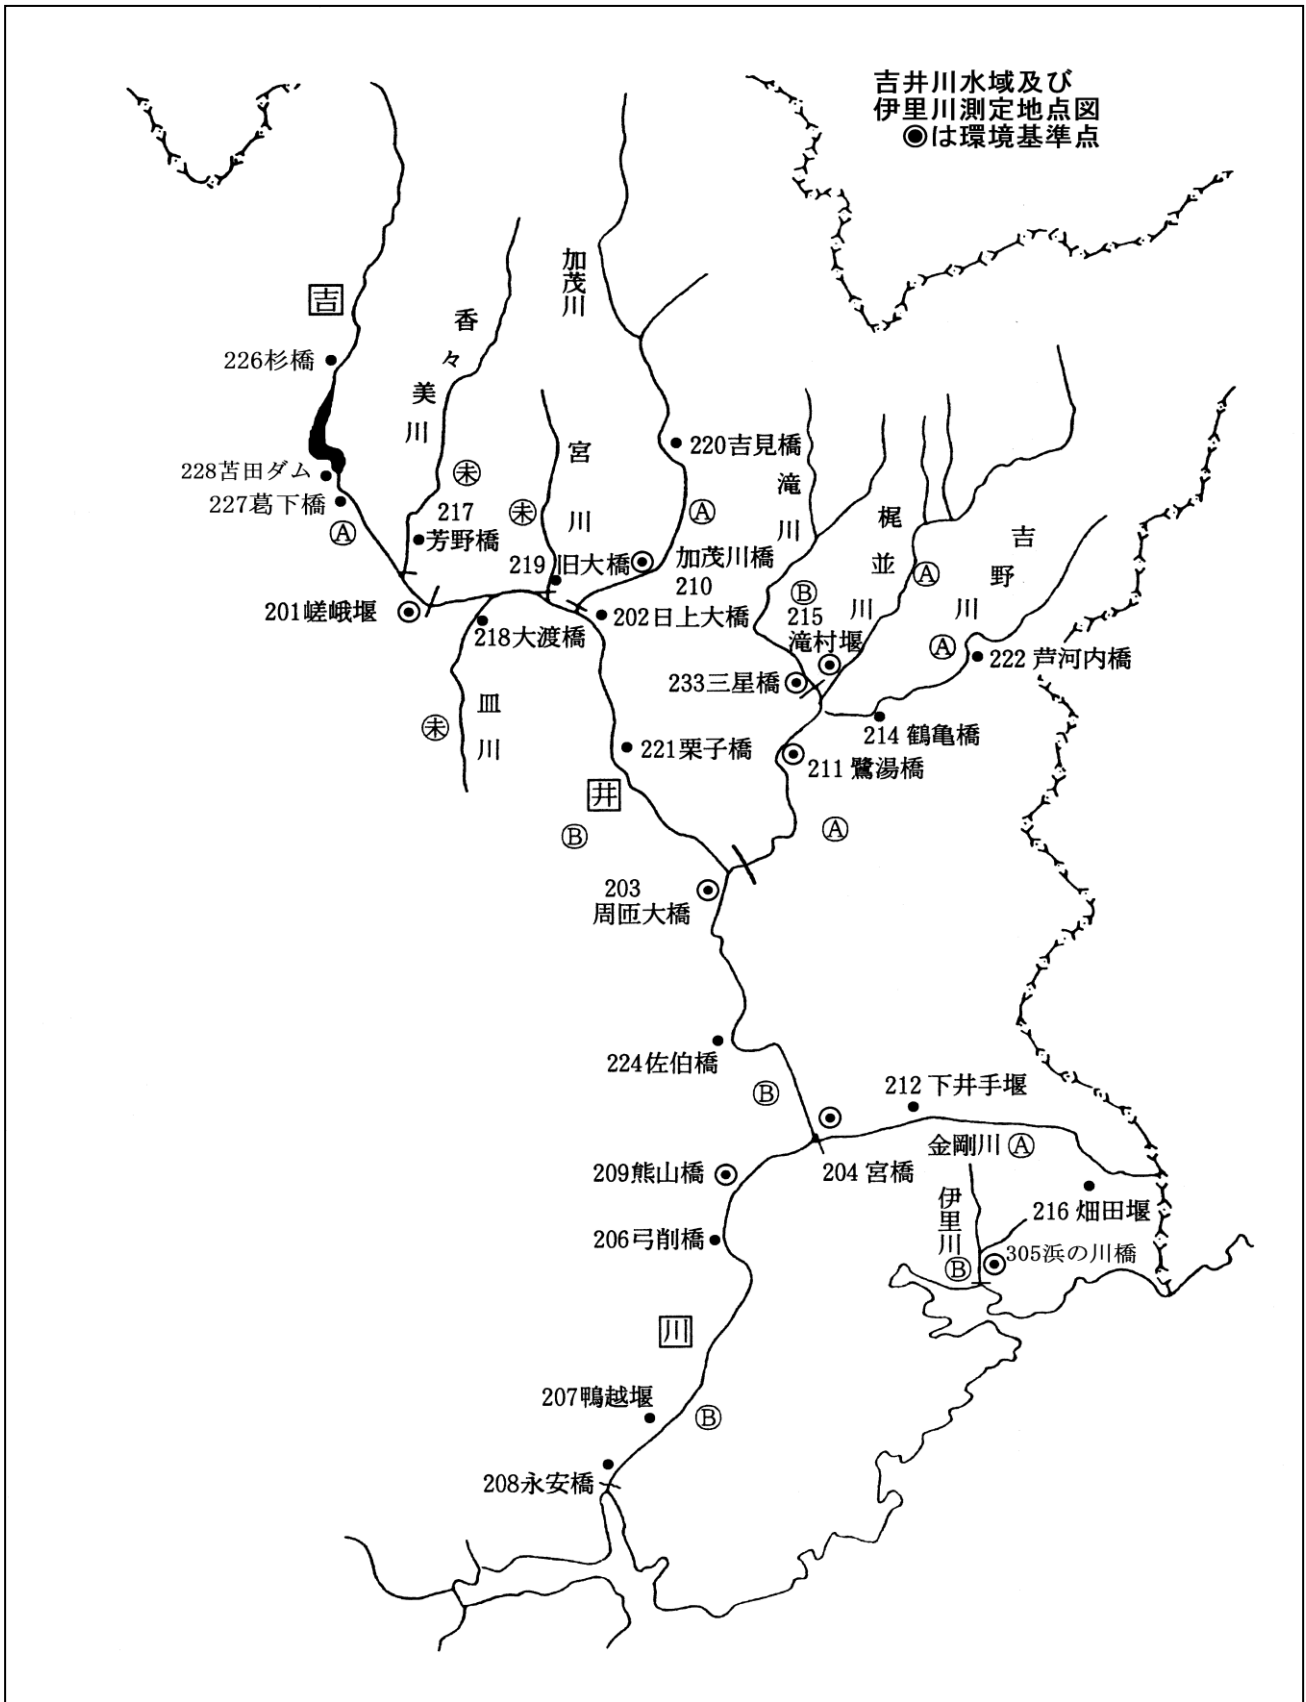 吉井川水域及び
伊里川測定地点図
◉は環境基準点
加茂川
吉
香々美川
226杉橋
220吉見橋
宮川
滝川
228苫田ダム
227葛下橋
Ⓐ
㊍
217
芳野橋
㊍
Ⓐ
梶並川
吉野川
219 旧大橋
加茂川橋
210
Ⓑ
215
滝村堰
Ⓐ
201嵯峨堰
218大渡橋
202日上大橋
Ⓐ
222 芦河内橋
233三星橋
皿川
214 鶴亀橋
221栗子橋
211 鷺湯橋
井
Ⓑ
Ⓐ
203
周匝大橋
224佐伯橋
Ⓑ
212 下井手堰
金剛川 Ⓐ
209熊山橋
204 宮橋
伊里川
216 畑田堰
206弓削橋
305浜の川橋
Ⓑ
川
207鴨越堰
Ⓑ
208永安橋